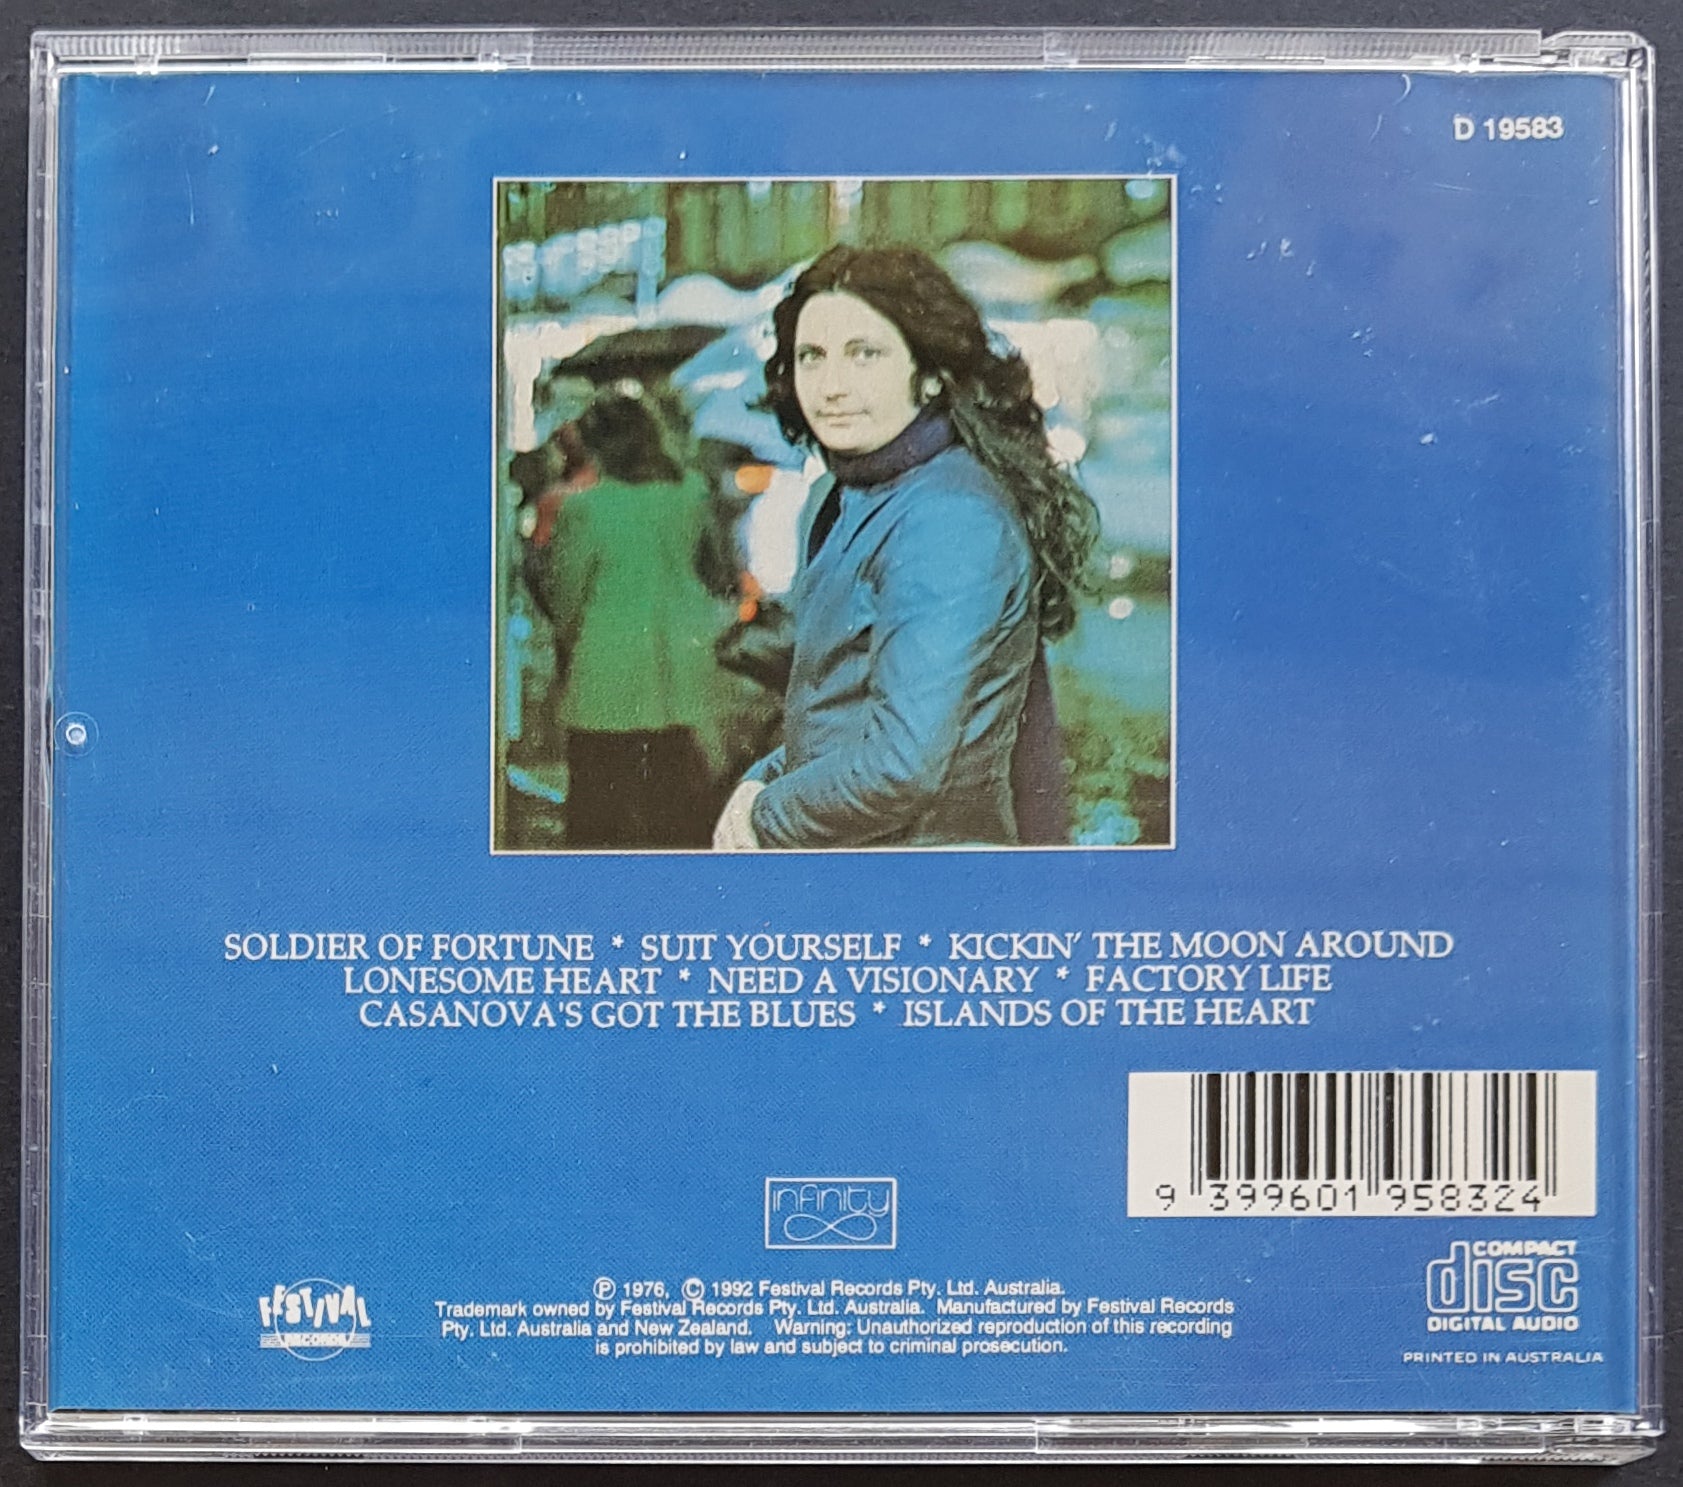 D 19583
SOLDIER OF FORTUNE * SUIT YOURSELF * KICKIN' THE MOON AROUND
LONESOME HEART * NEED A VISIONARY * FACTORY LIFE
CASANOVA'S GOT THE BLUES * ISLANDS OF THE HEART
9 399601 958324
infinity
FESTIVAL
RECORDS
Ⓟ 1976, © 1992 Festival Records Pty. Ltd. Australia.
Trademark owned by Festival Records Pty. Ltd. Australia. Manufactured by Festival Records
Pty. Ltd. Australia and New Zealand. Warning: Unauthorized reproduction of this recording
is prohibited by law and subject to criminal prosecution.
COMPACT
disc
DIGITAL AUDIO
PRINTED IN AUSTRALIA